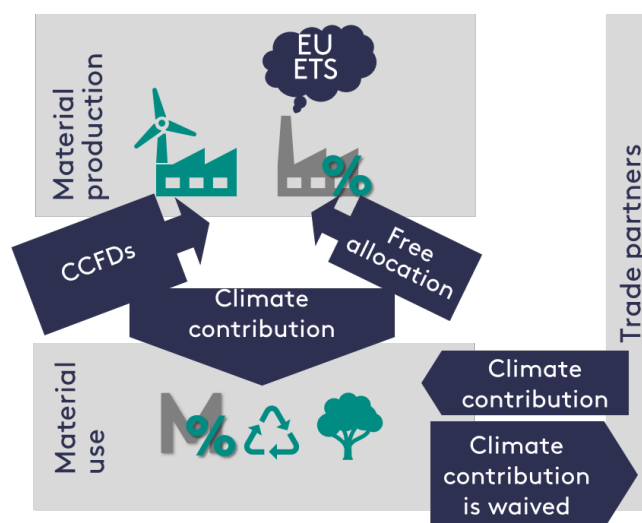 EU
ETS
Material
production
%
CCFDs
Free
allocation
Climate
contribution
Trade partners
Material
use
M
%
Climate
contribution
Climate
contribution
is waived